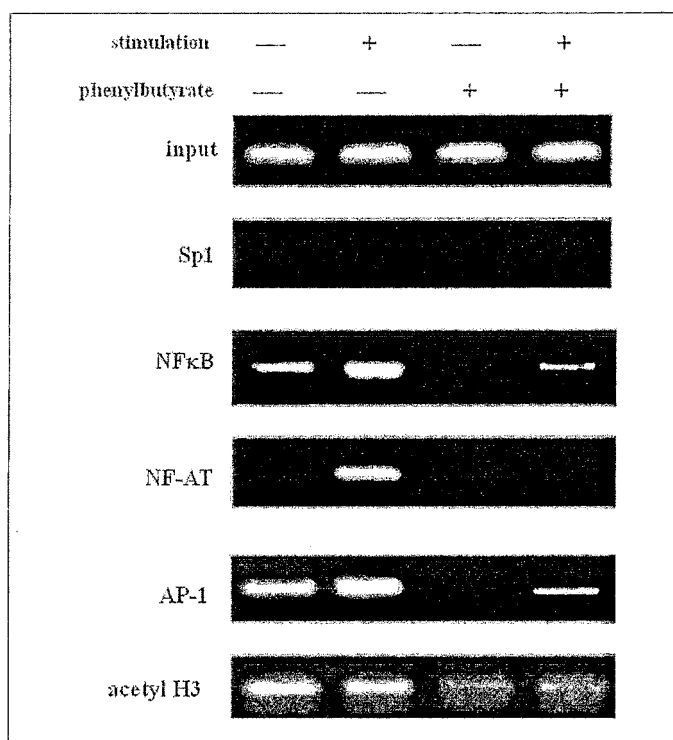 stimulation — + — +
phenylbutyrate — — + +
input
Sp1
NFκB
NF-AT
AP-1
acetyl H3